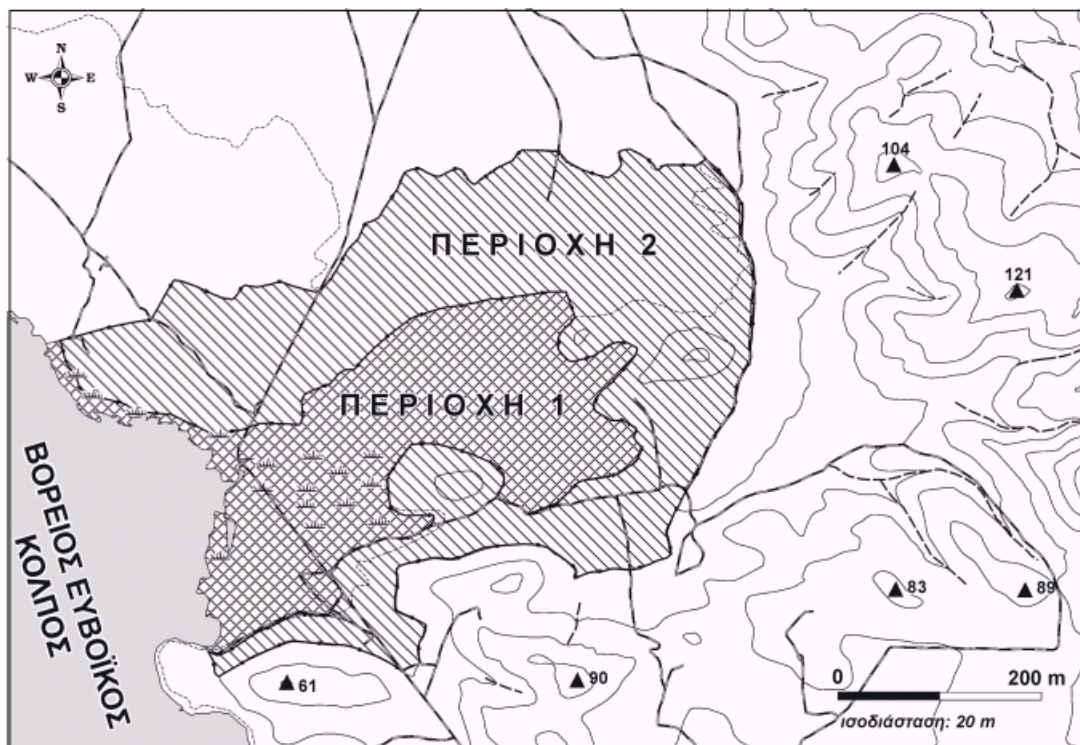 N
W E
S
104
ΠΕΡΙΟΧΗ 2
121
ΠΕΡΙΟΧΗ 1
ΒΟΡΕΙΟΣ ΕΥΒΟΪΚΟΣ
ΚΟΛΠΟΣ
83
89
61
90
0 200 m
ισοδιάσταση: 20 m